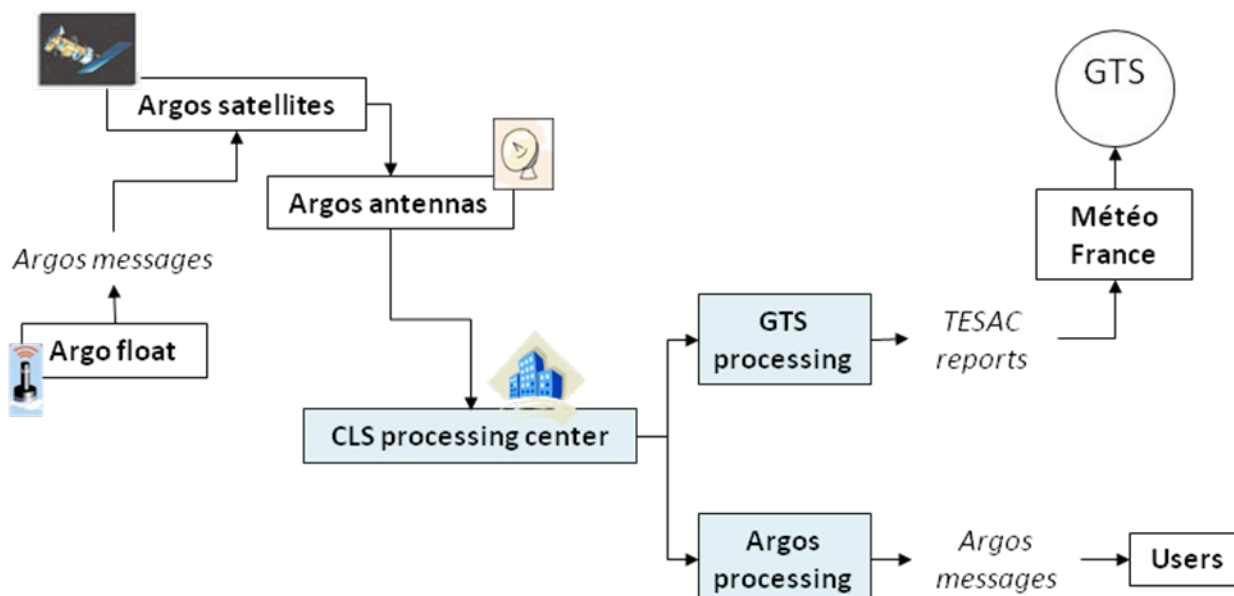 Argos satellites
GTS
Argos antennas
Météo
France
Argos messages
Argo float
GTS
processing
TESAC
reports
CLS processing center
Argos
processing
Argos
messages
Users